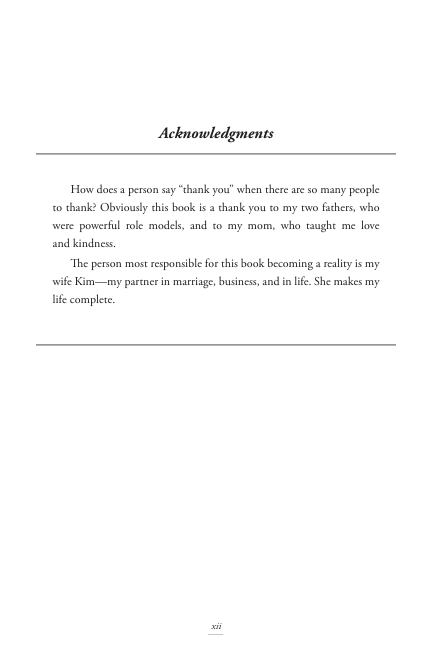 Acknowledgments
How does a person say “thank you” when there are so many people
to thank? Obviously this book is a thank you to my two fathers, who
were powerful role models, and to my mom, who taught me love
and kindness.
The person most responsible for this book becoming a reality is my
wife Kim—my partner in marriage, business, and in life. She makes my
life complete.
xii